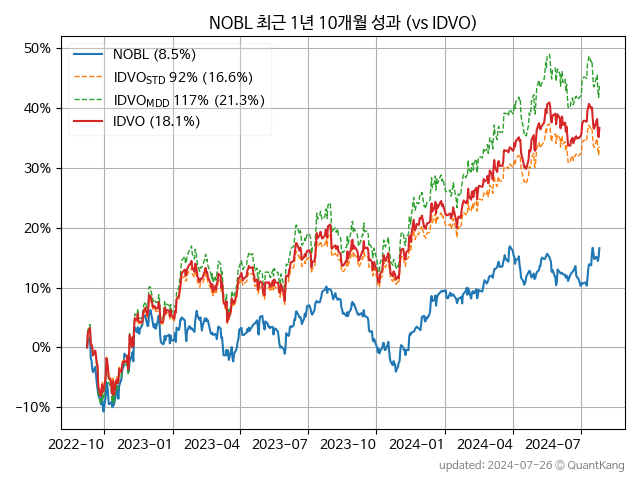 NOBL 최근 1년 10개월 성과 (vs IDVO)
NOBL (8.5%)
IDVO_STD 92% (16.6%)
IDVO_MDD 117% (21.3%)
IDVO (18.1%)
50%
40%
30%
20%
10%
0%
−10%
2022−10 2023−01 2023−04 2023−07 2023−10 2024−01 2024−04 2024−07
updated: 2024-07-26 © QuantKang